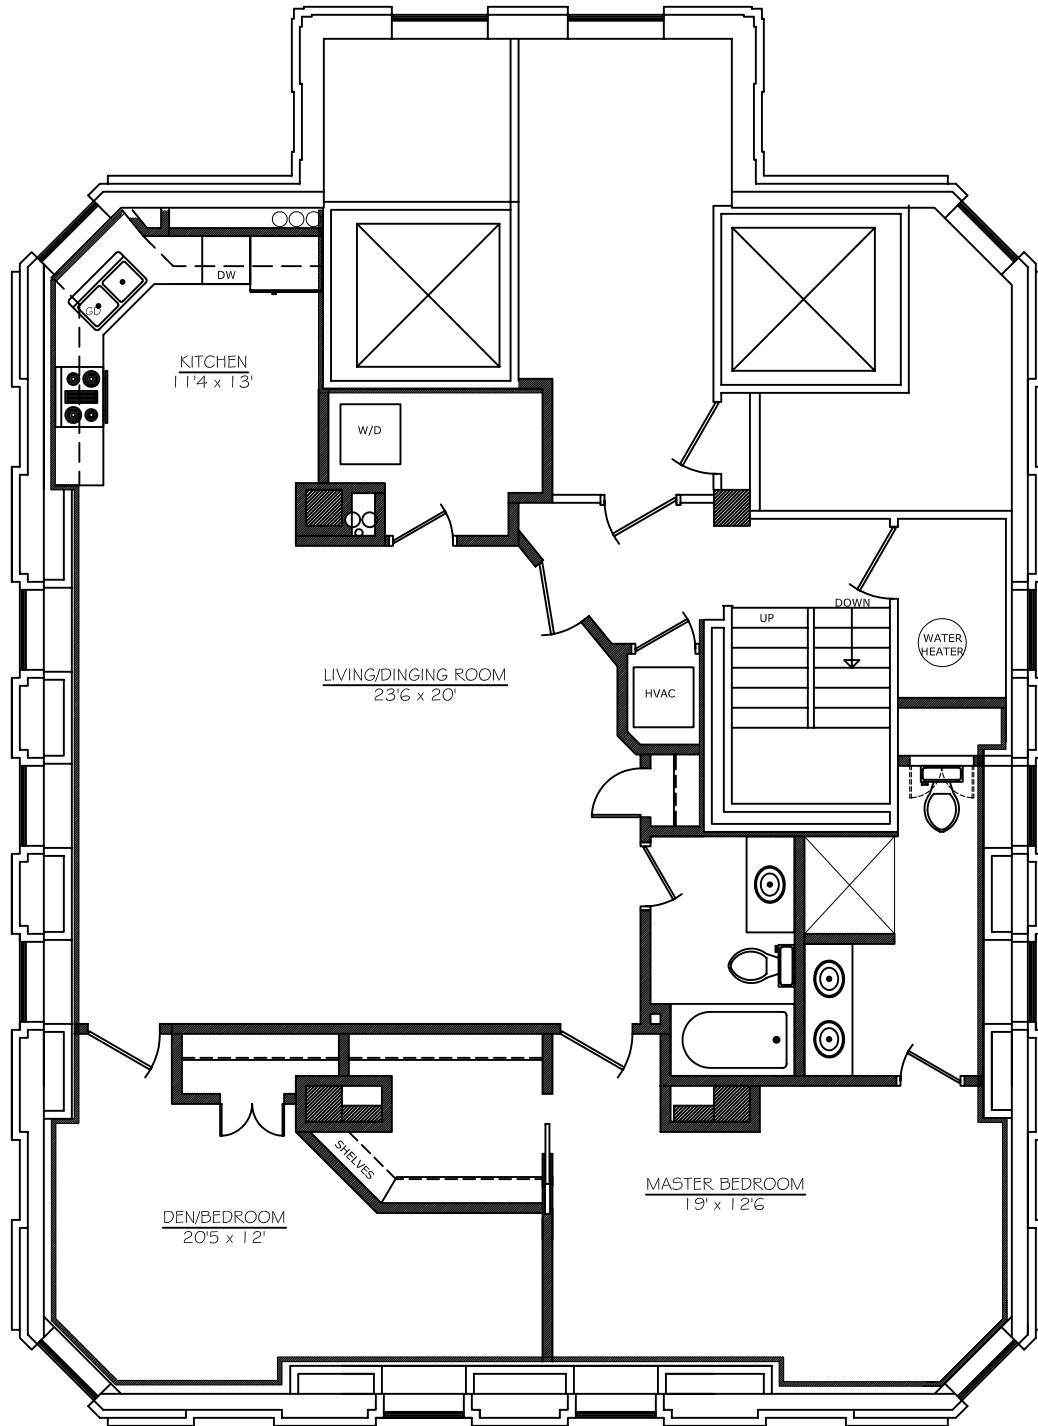 DW
GD
KITCHEN
11'4 x 13'
W/D
DOWN
UP
WATER
HEATER
LIVING/DINGING ROOM
23'6 x 20'
HVAC
SHELVES
MASTER BEDROOM
19' x 12'6
DEN/BEDROOM
20'5 x 12'